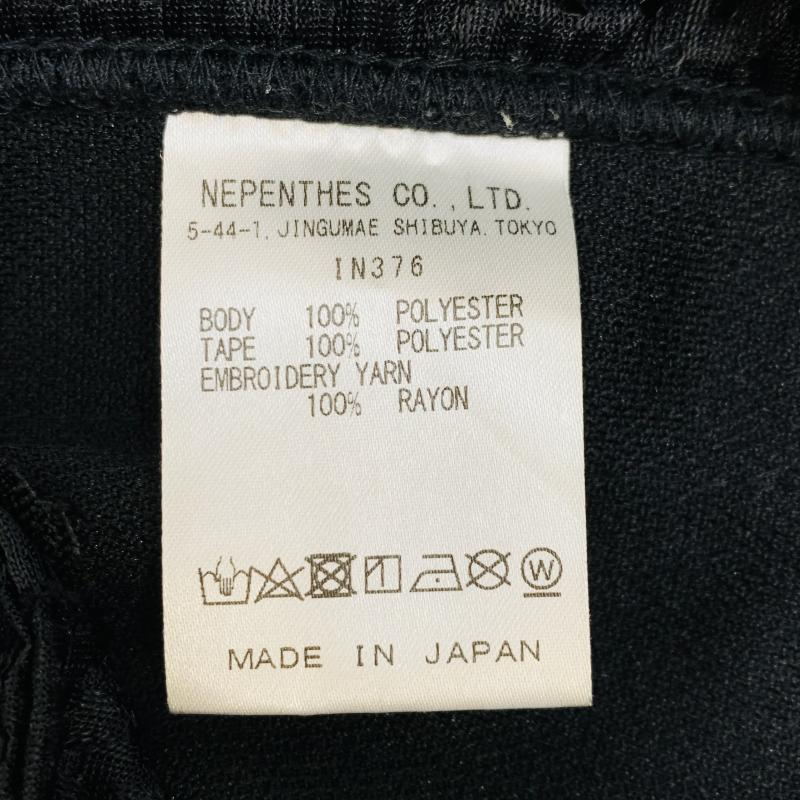 NEPENTHES CO., LTD.
5-44-1, JINGUMAE SHIBUYA. TOKYO
IN376
BODY 100% POLYESTER
TAPE 100% POLYESTER
EMBROIDERY YARN
100% RAYON
W
MADE IN JAPAN